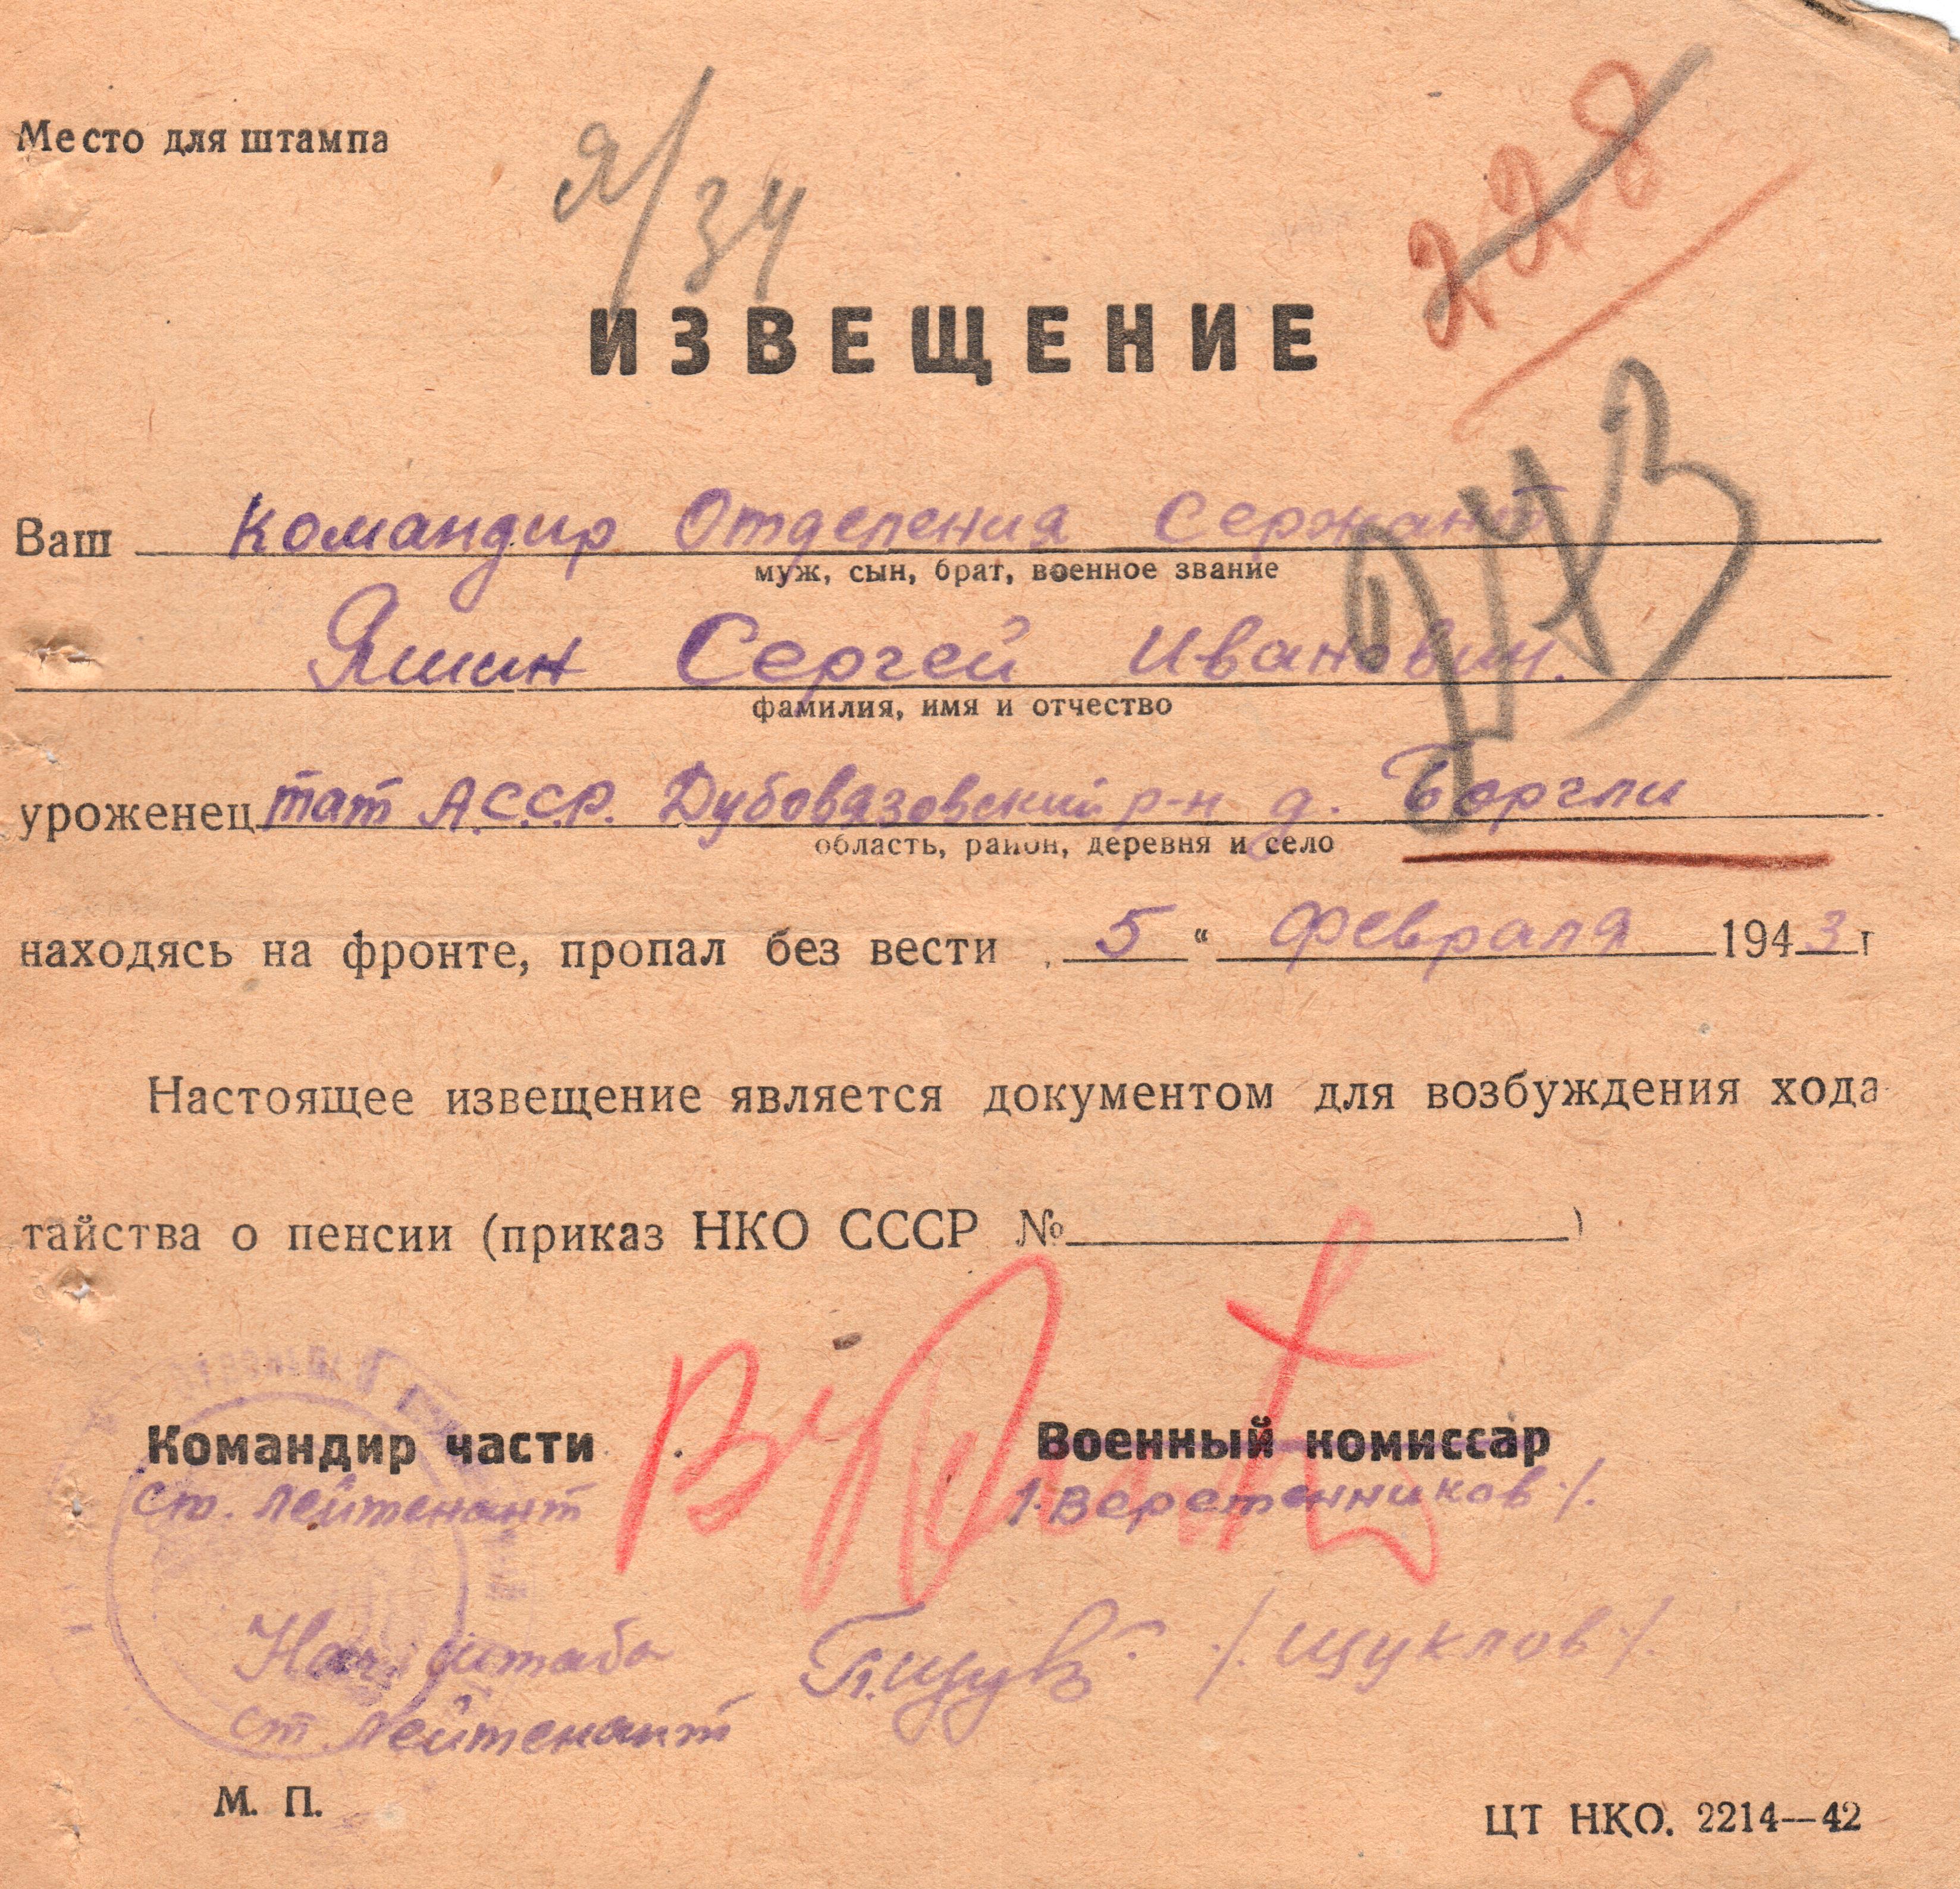 Место для штампа
Я/34
228
ИЗВЕЩЕНИЕ
243
Ваш Командир Отделения Сержант
муж, сын, брат, военное звание
Яшин Сергей Иванович.
фамилия, имя и отчество
уроженец тат А.С.С.Р. Дубовязовский р-н д. Боргли
область, район, деревня и село
находясь на фронте, пропал без вести „5“ февраля 1943 г
Настоящее извещение является документом для возбуждения хода
тайства о пенсии (приказ НКО СССР № )
Командир части Военный комиссар
ст. лейтенант /.Веретенников./.
Нач. штаба /.Щуклов./.
ст лейтенант
М. П.
ЦТ НКО. 2214—42